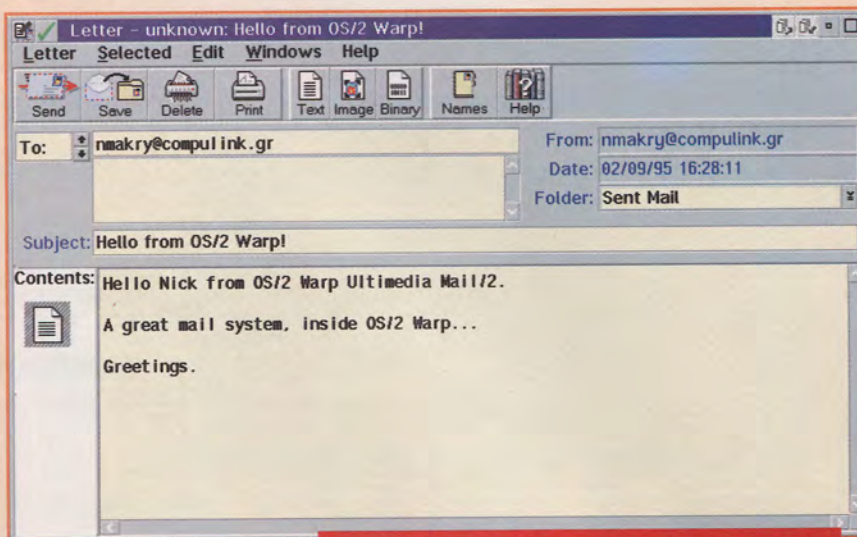 Letter - unknown: Hello from OS/2 Warp!
Letter Selected Edit Windows Help
Send Save Delete Print Text Image Binary Names Help
To: nmakry@compulink.gr
From: nmakry@compulink.gr
Date: 02/09/95 16:28:11
Folder: Sent Mail
Subject: Hello from OS/2 Warp!
Contents:
Hello Nick from OS/2 Warp Ultimedia Mail/2.
A great mail system, inside OS/2 Warp...
Greetings.